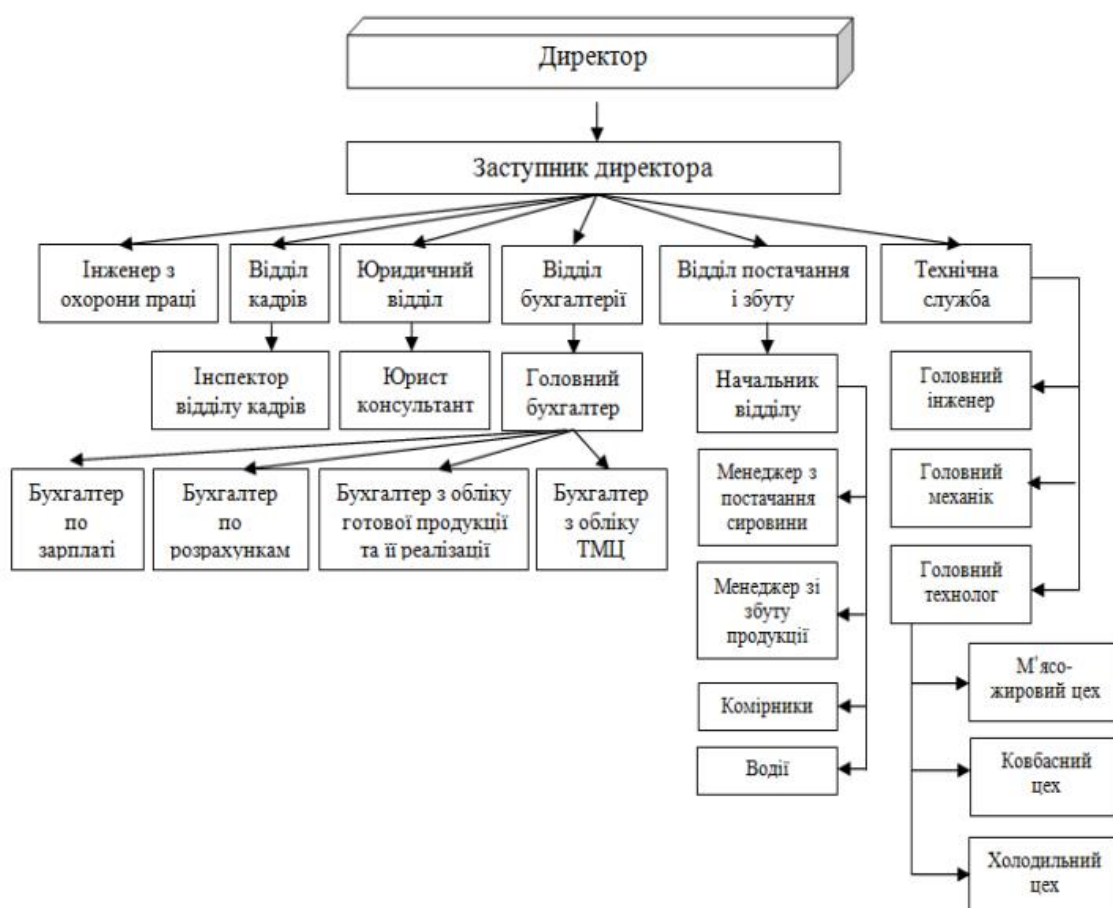 Директор
Заступник директора
Інженер з
охорони праці
Відділ
кадрів
Юридичний
відділ
Відділ
бухгалтерії
Відділ постачання
і збуту
Технічна
служба
Інспектор
відділу кадрів
Юрист
консультант
Головний
бухгалтер
Начальник
відділу
Головний
інженер
Бухгалтер
по
зарплаті
Бухгалтер
по
розрахункам
Бухгалтер з обліку
готової продукції
та її реалізації
Бухгалтер
з обліку
ТМЦ
Менеджер з
постачання
сировини
Головний
механік
Менеджер зі
збуту
продукції
Головний
технолог
Комірники
Водії
М'ясо-
жировий цех
Ковбасний
цех
Холодильний
цех